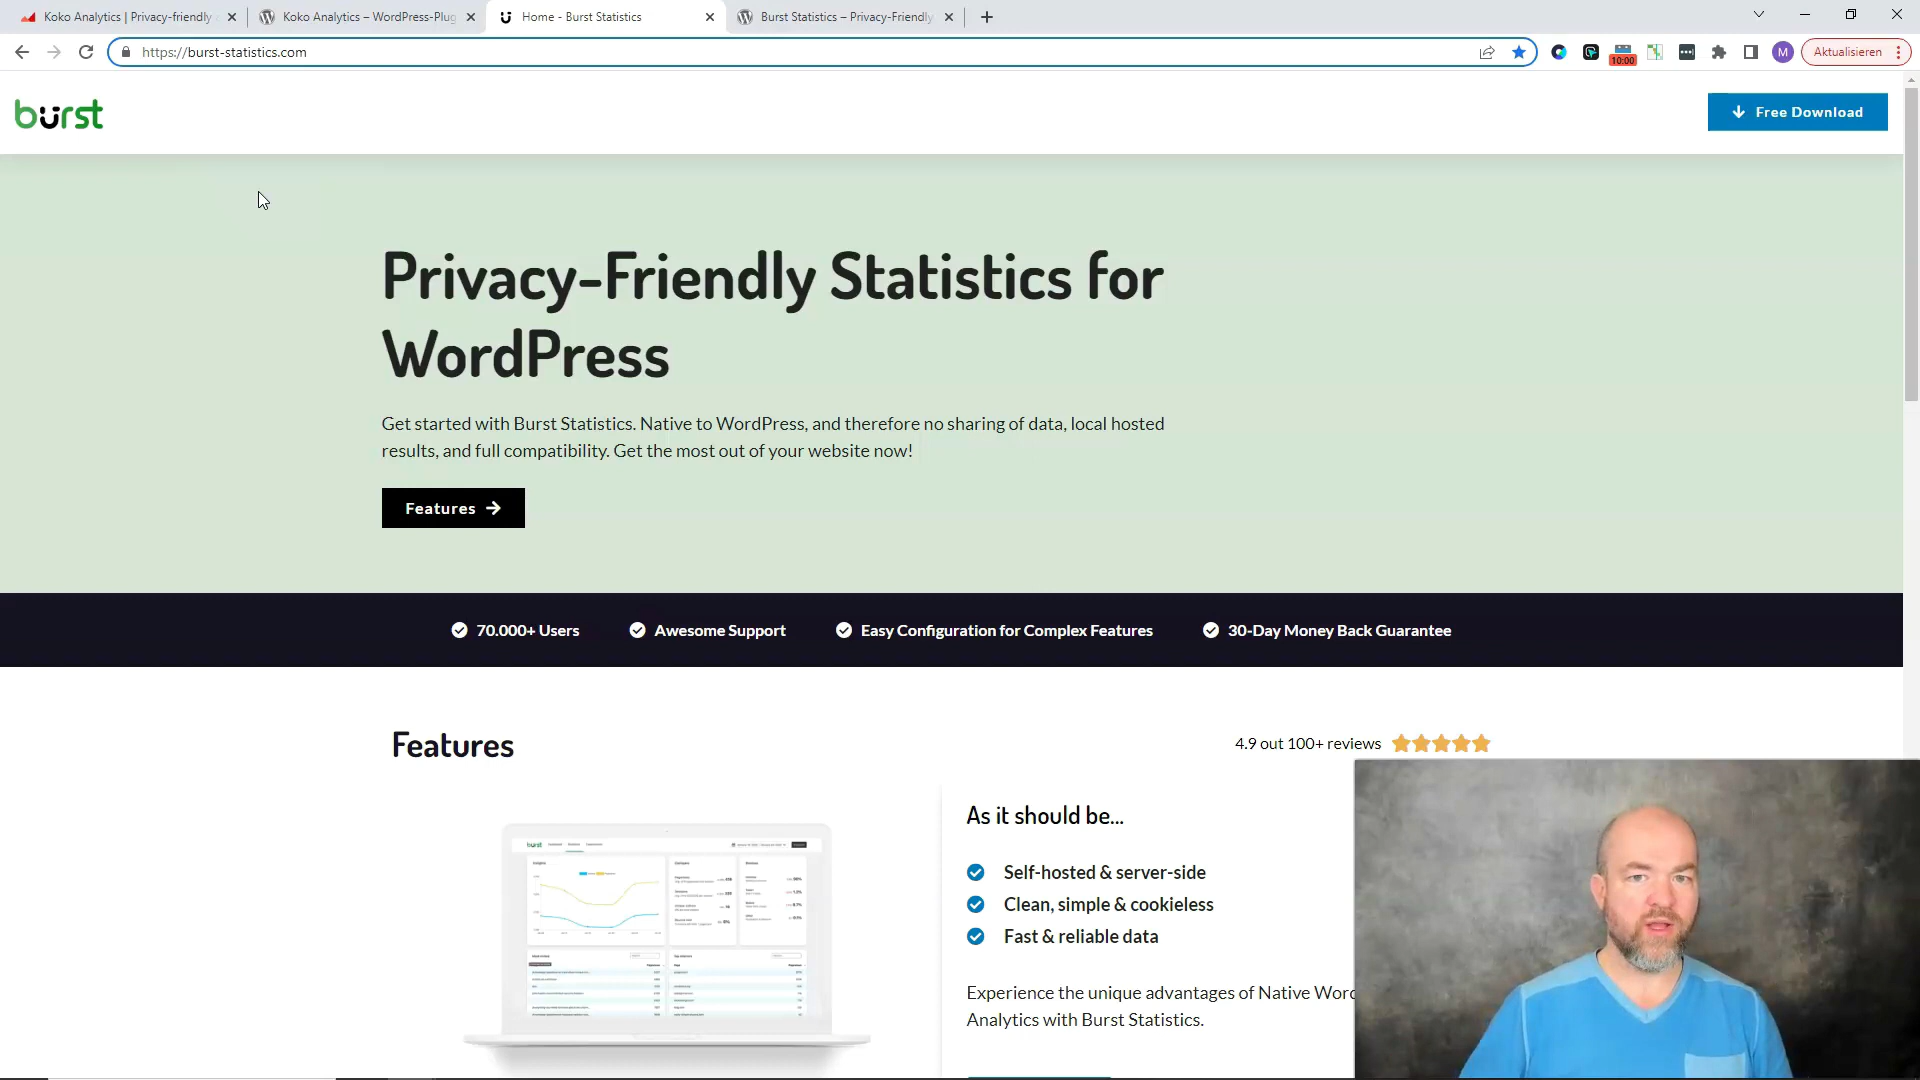 Koko Analytics | Privacy-friendly
Koko Analytics – WordPress-Plug
Home - Burst Statistics
Burst Statistics – Privacy-Friendly
https://burst-statistics.com
10:00
M
Aktualisieren
burst
Free Download
Privacy-Friendly Statistics for
WordPress
Get started with Burst Statistics. Native to WordPress, and therefore no sharing of data, local hosted
results, and full compatibility. Get the most out of your website now!
Features
70.000+ Users
Awesome Support
Easy Configuration for Complex Features
30-Day Money Back Guarantee
Features
4.9 out 100+ reviews
As it should be...
Self-hosted & server-side
Clean, simple & cookieless
Fast & reliable data
Experience the unique advantages of Native Word
Analytics with Burst Statistics.
burst